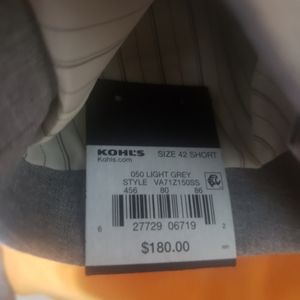 KOHL'S
Kohls.com
SIZE 42 SHORT
050 LIGHT GREY
STYLE VA71Z150SS
456 80 86
6 27729 06719 2
$180.00